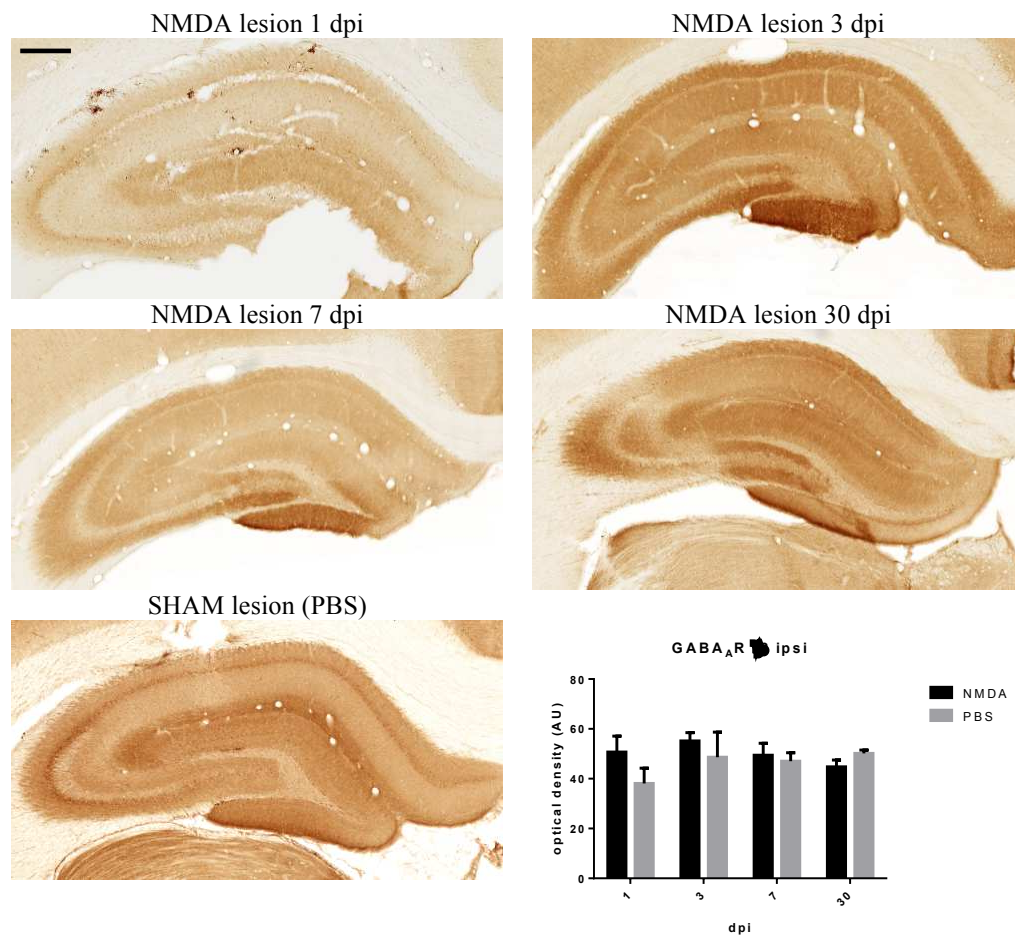 NMDA lesion 1 dpi
NMDA lesion 3 dpi
NMDA lesion 7 dpi
NMDA lesion 30 dpi
SHAM lesion (PBS)
GABAAR ipsi
NMDA
PBS
optical density (AU)
80
60
40
20
0
1
3
7
30
dpi